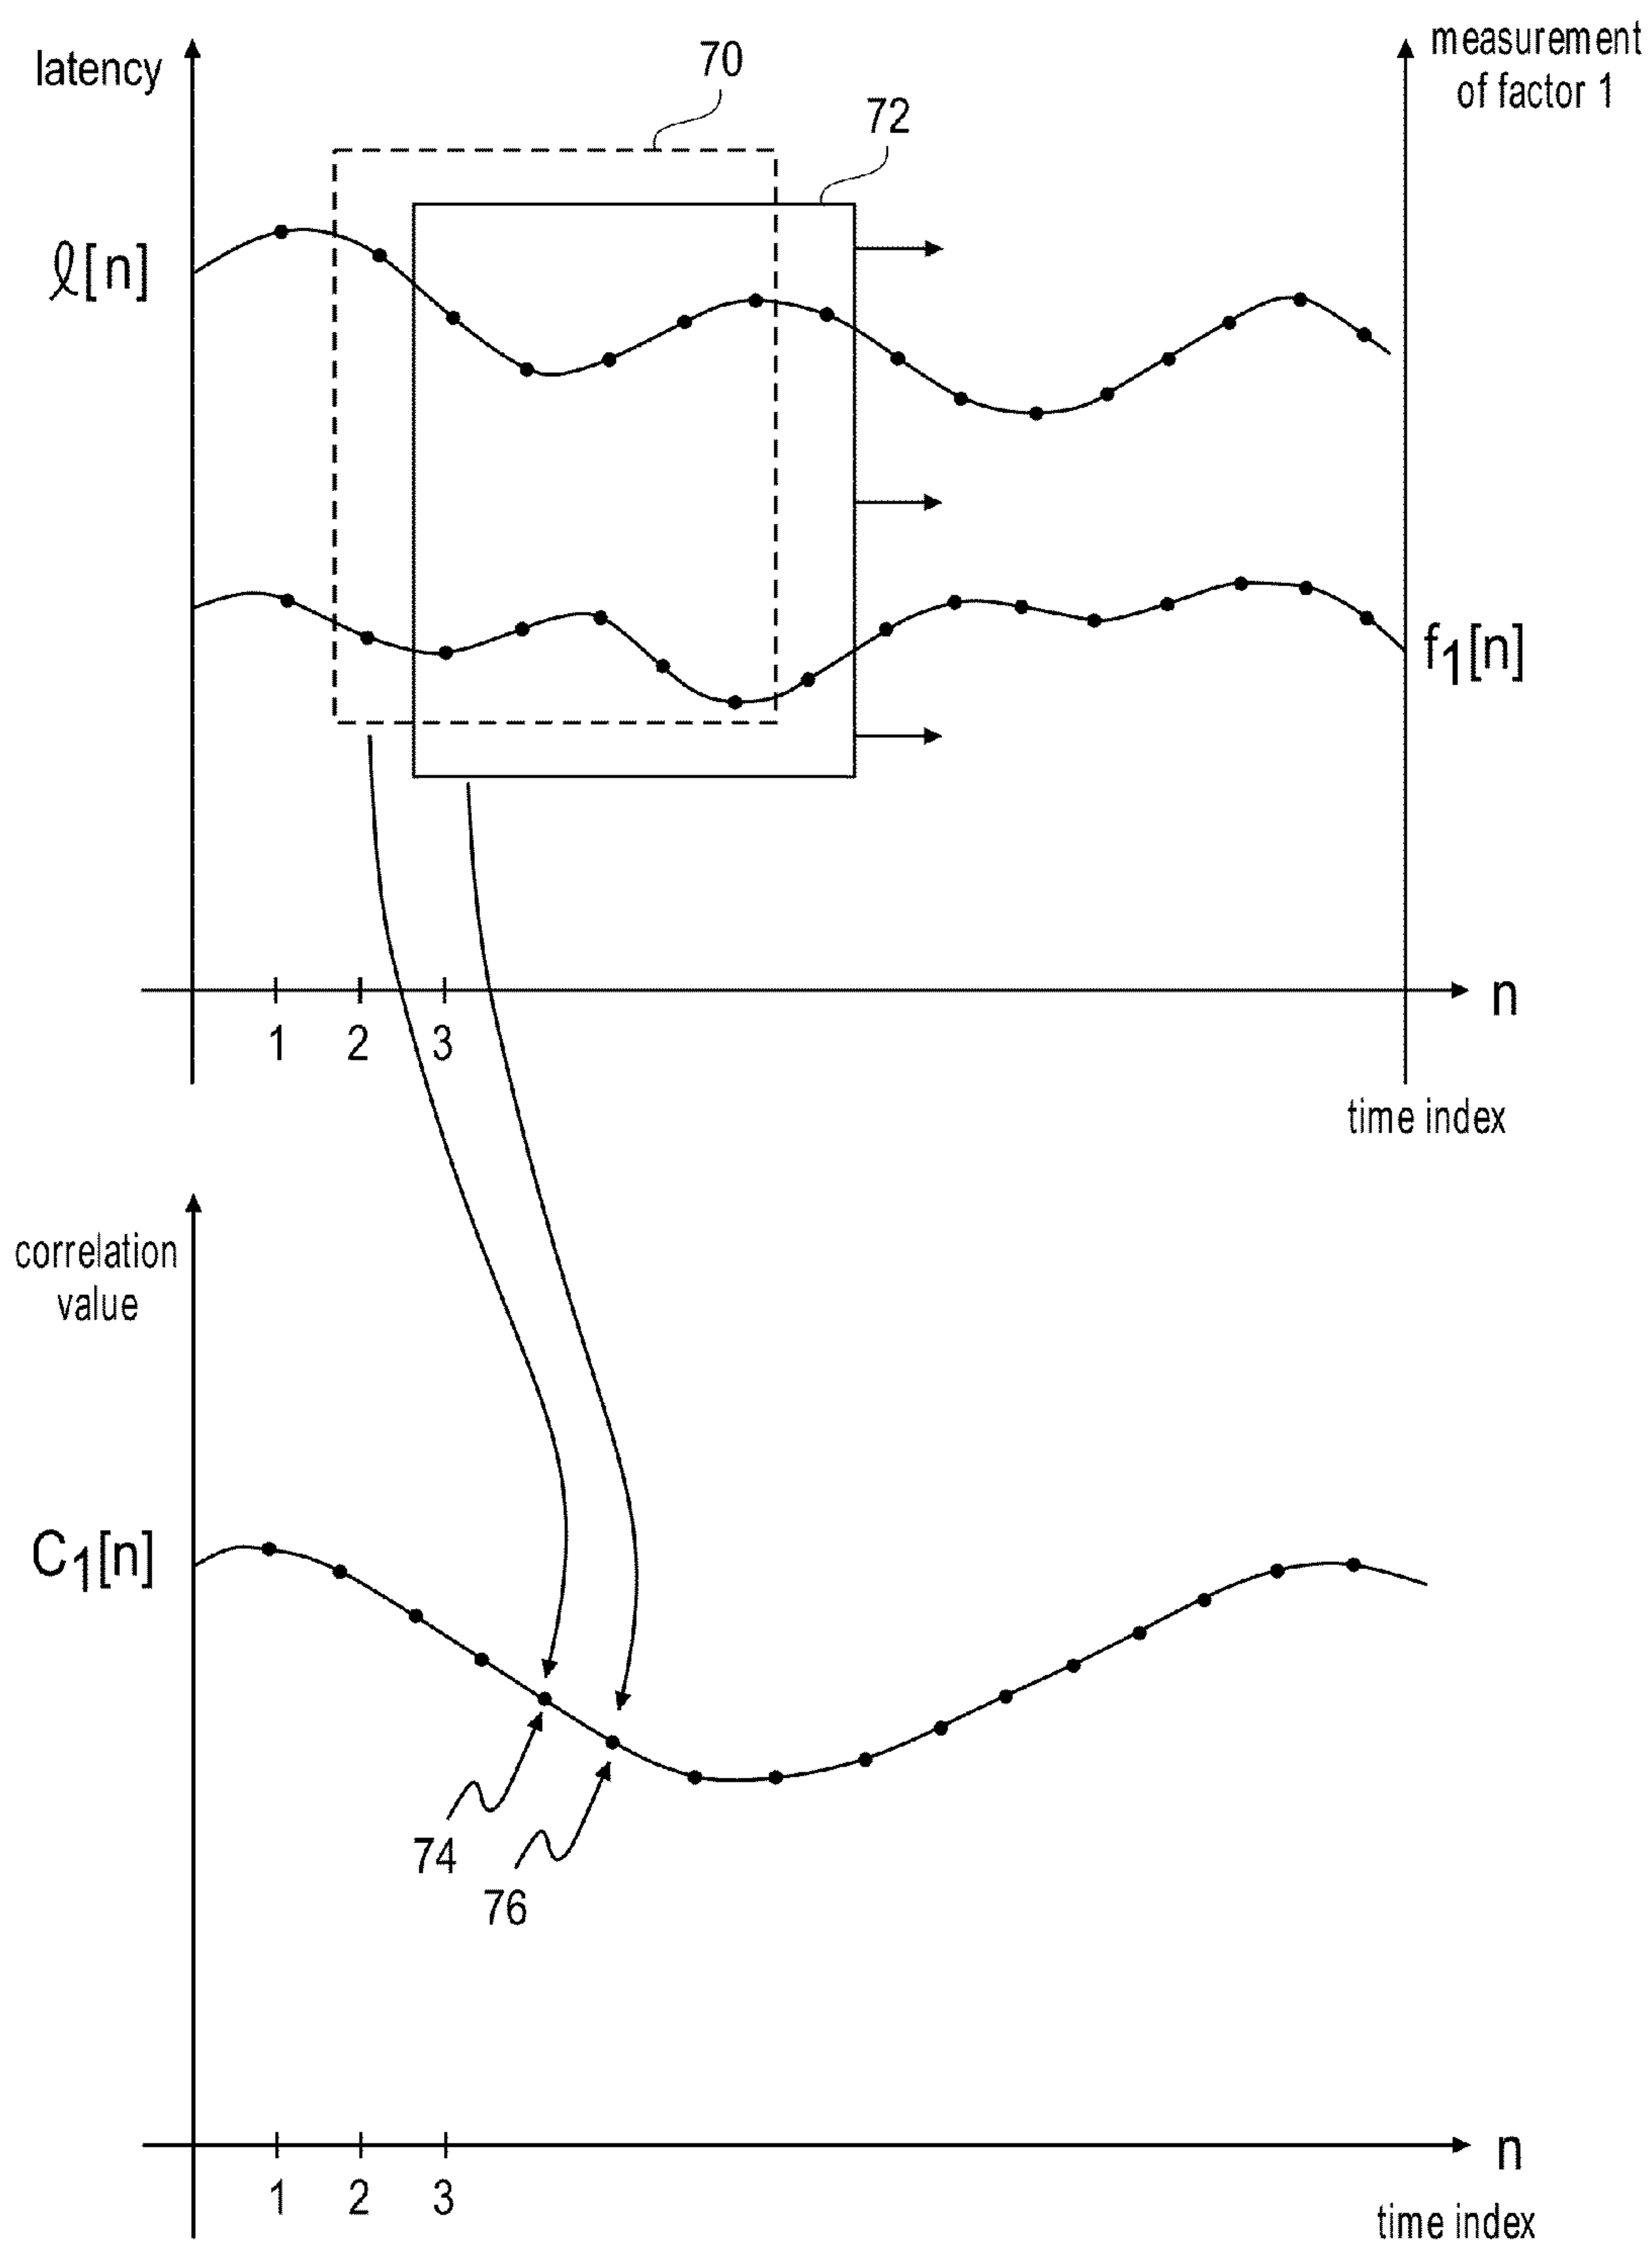 latency
70
72
measurement
of factor 1
ℓ[n]
f1[n]
1 2 3
n
time index
correlation
value
C1[n]
74
76
1 2 3
n
time index